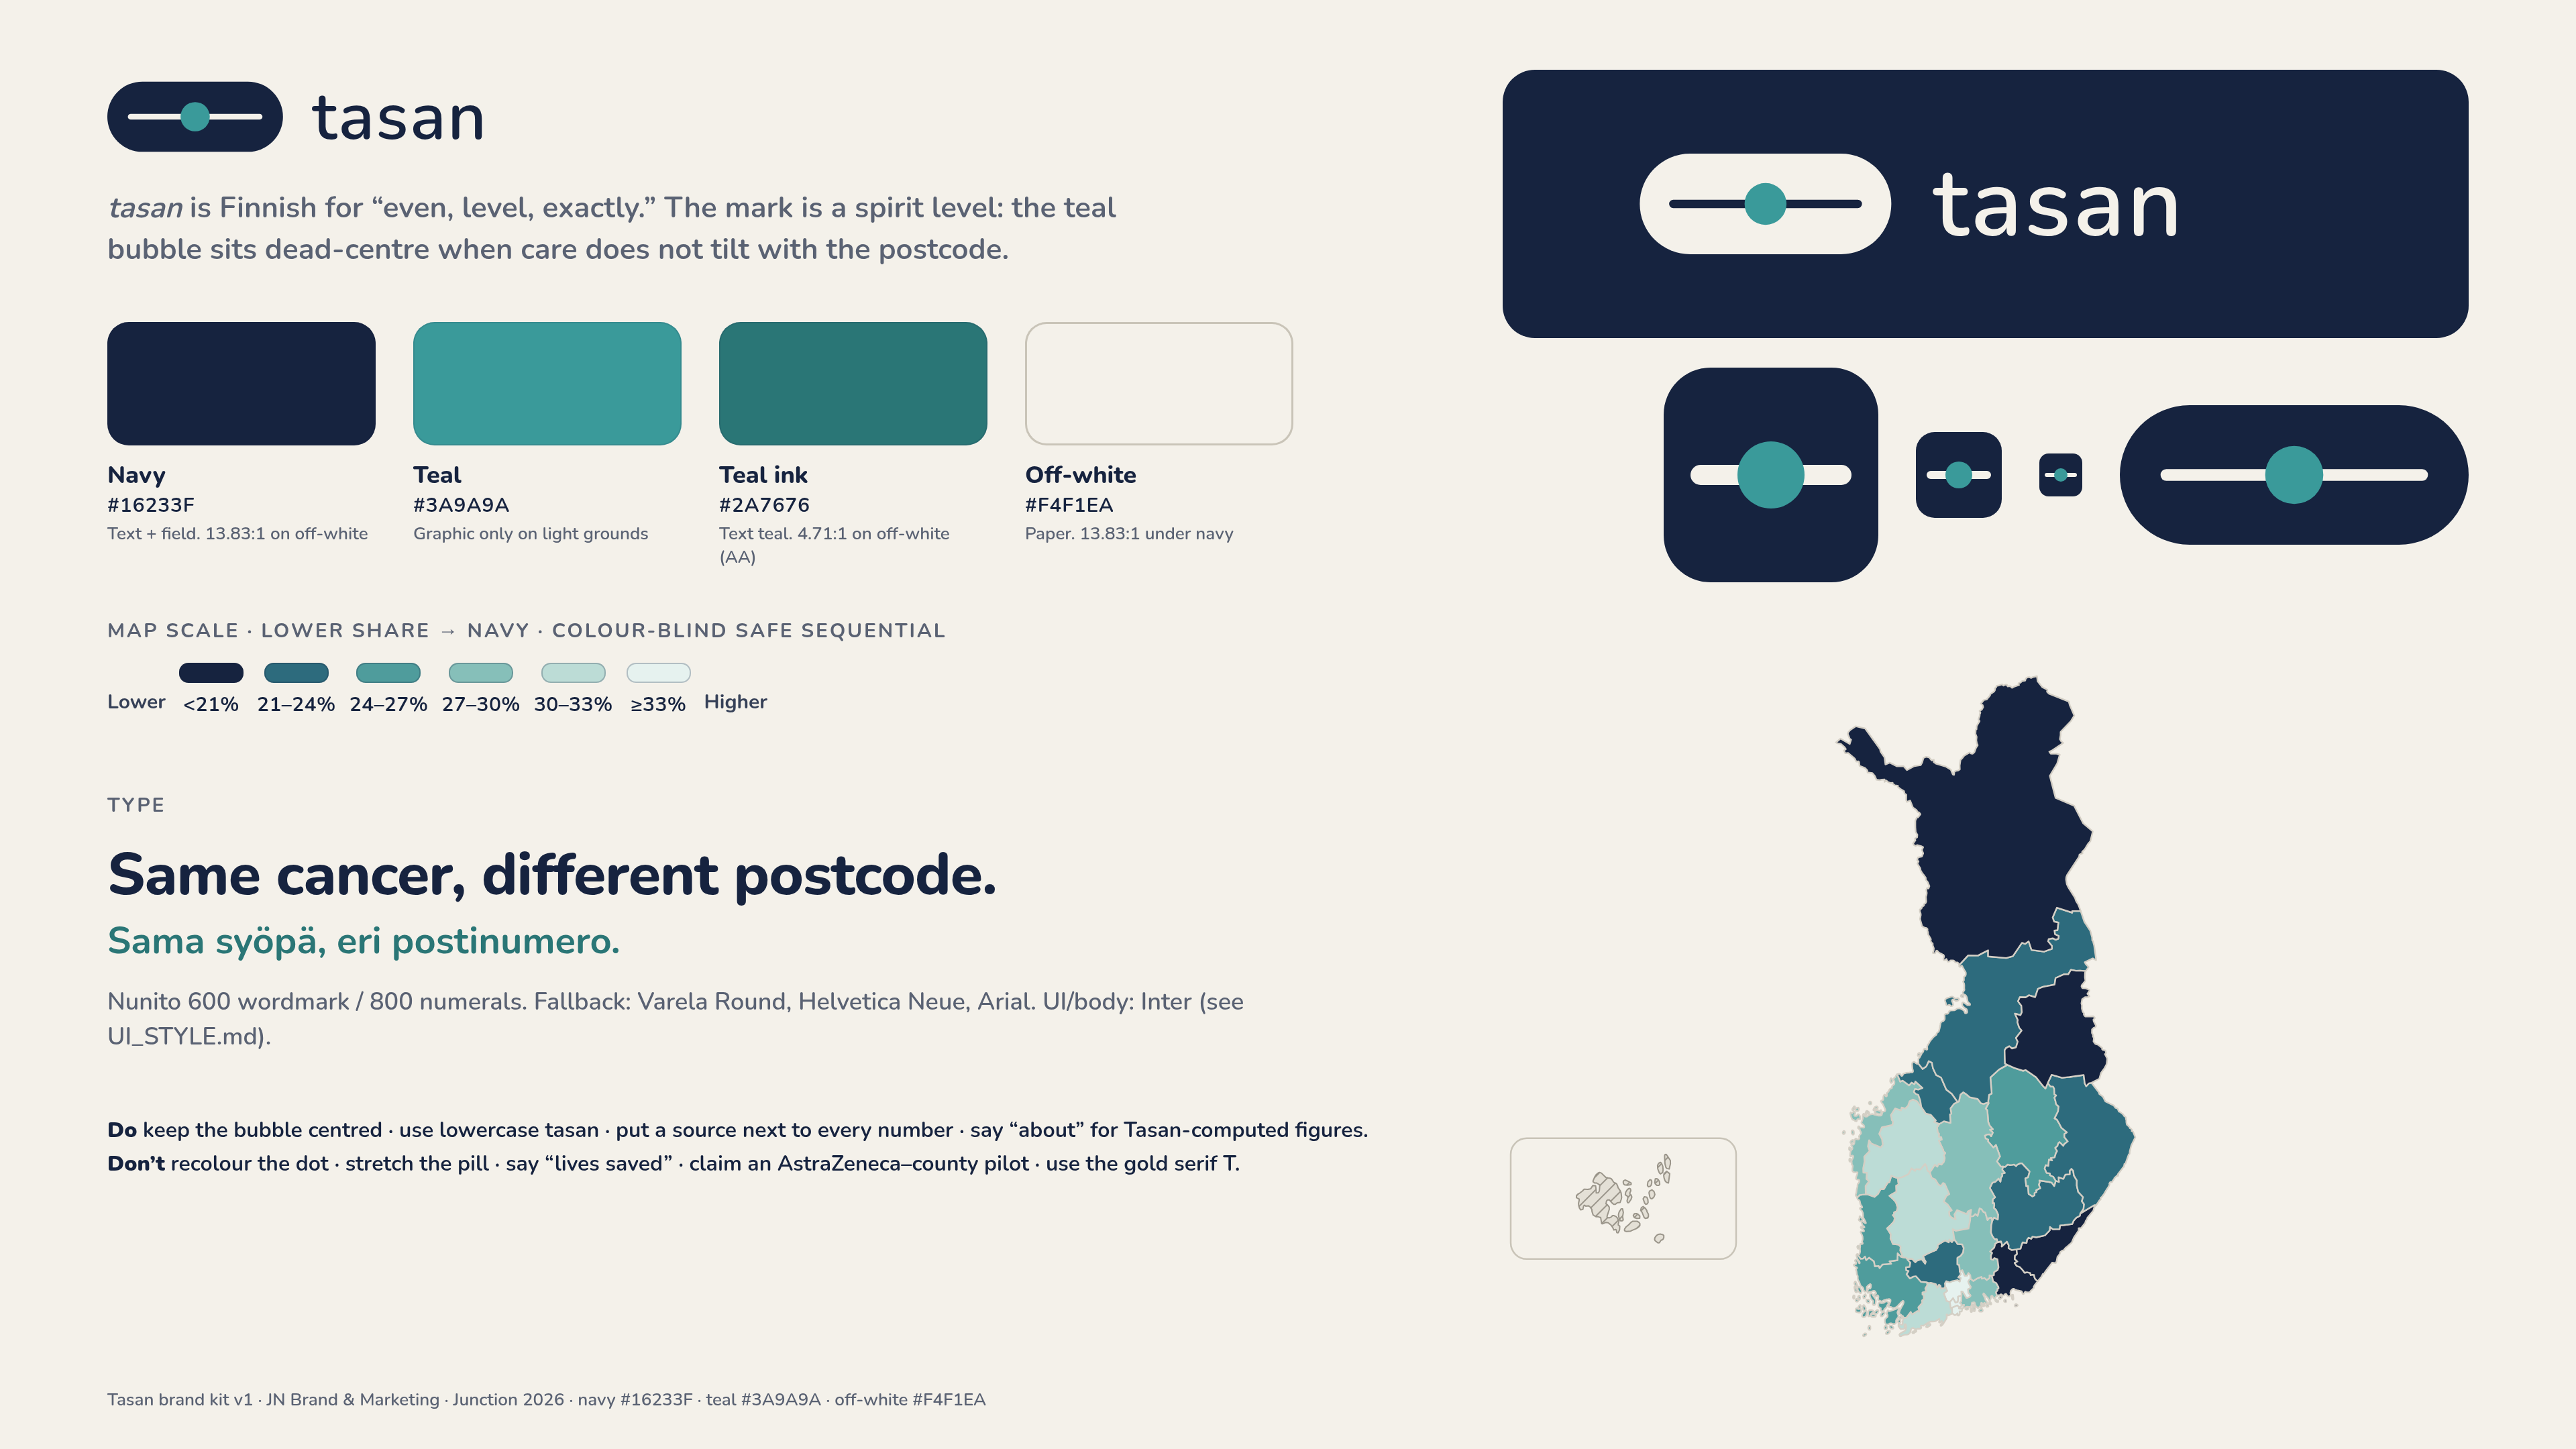 tasan
tasan
tasan is Finnish for “even, level, exactly.” The mark is a spirit level: the teal
bubble sits dead-centre when care does not tilt with the postcode.
Navy
#16233F
Text + field. 13.83:1 on off-white
Teal
#3A9A9A
Graphic only on light grounds
Teal ink
#2A7676
Text teal. 4.71:1 on off-white
(AA)
Off-white
#F4F1EA
Paper. 13.83:1 under navy
MAP SCALE · LOWER SHARE → NAVY · COLOUR-BLIND SAFE SEQUENTIAL
Lower <21% 21–24% 24–27% 27–30% 30–33% ≥33% Higher
TYPE
Same cancer, different postcode.
Sama syöpä, eri postinumero.
Nunito 600 wordmark / 800 numerals. Fallback: Varela Round, Helvetica Neue, Arial. UI/body: Inter (see
UI_STYLE.md).
Do keep the bubble centred · use lowercase tasan · put a source next to every number · say “about” for Tasan-computed figures.
Don’t recolour the dot · stretch the pill · say “lives saved” · claim an AstraZeneca–county pilot · use the gold serif T.
Tasan brand kit v1 · JN Brand & Marketing · Junction 2026 · navy #16233F · teal #3A9A9A · off-white #F4F1EA